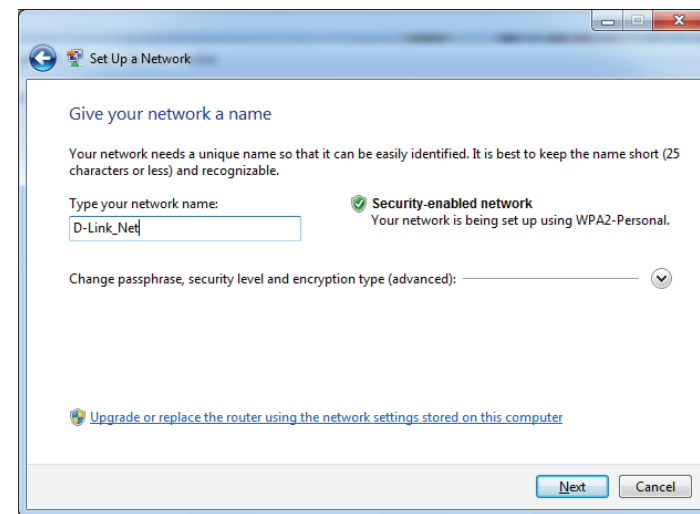 Set Up a Network
Give your network a name
Your network needs a unique name so that it can be easily identified. It is best to keep the name short (25
characters or less) and recognizable.
Type your network name:
D-Link_Net
Security-enabled network
Your network is being set up using WPA2-Personal.
Change passphrase, security level and encryption type (advanced):
Upgrade or replace the router using the network settings stored on this computer
Next
Cancel